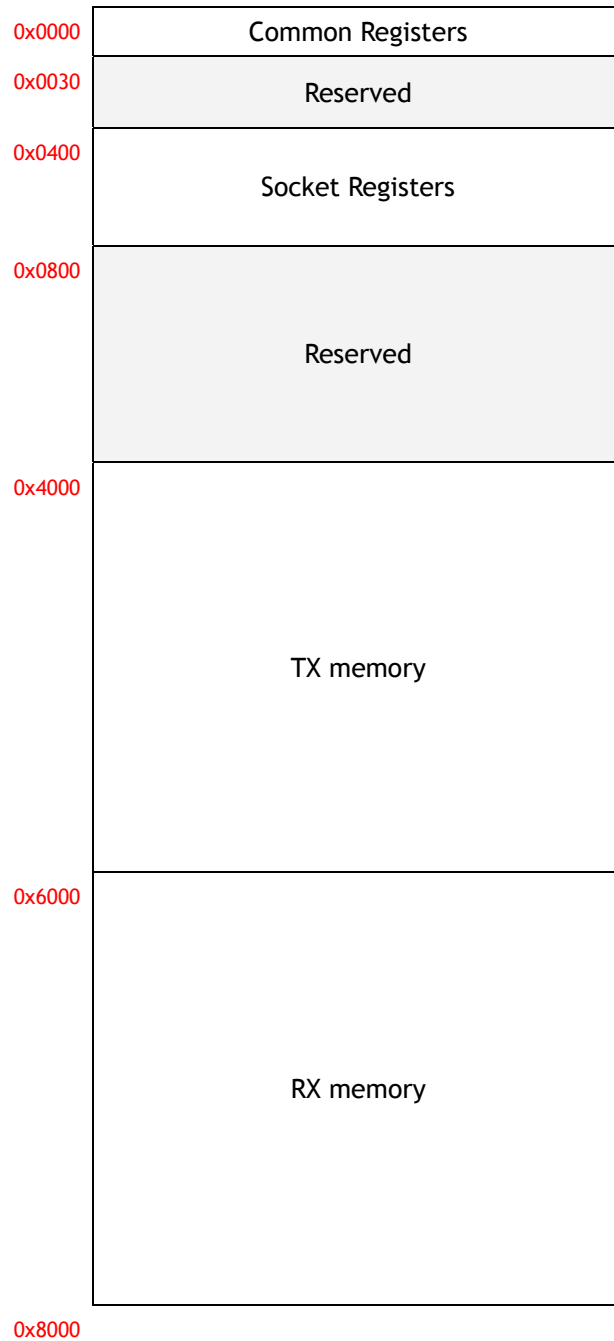 0x0000
Common Registers
0x0030
Reserved
0x0400
Socket Registers
0x0800
Reserved
0x4000
TX memory
0x6000
RX memory
0x8000